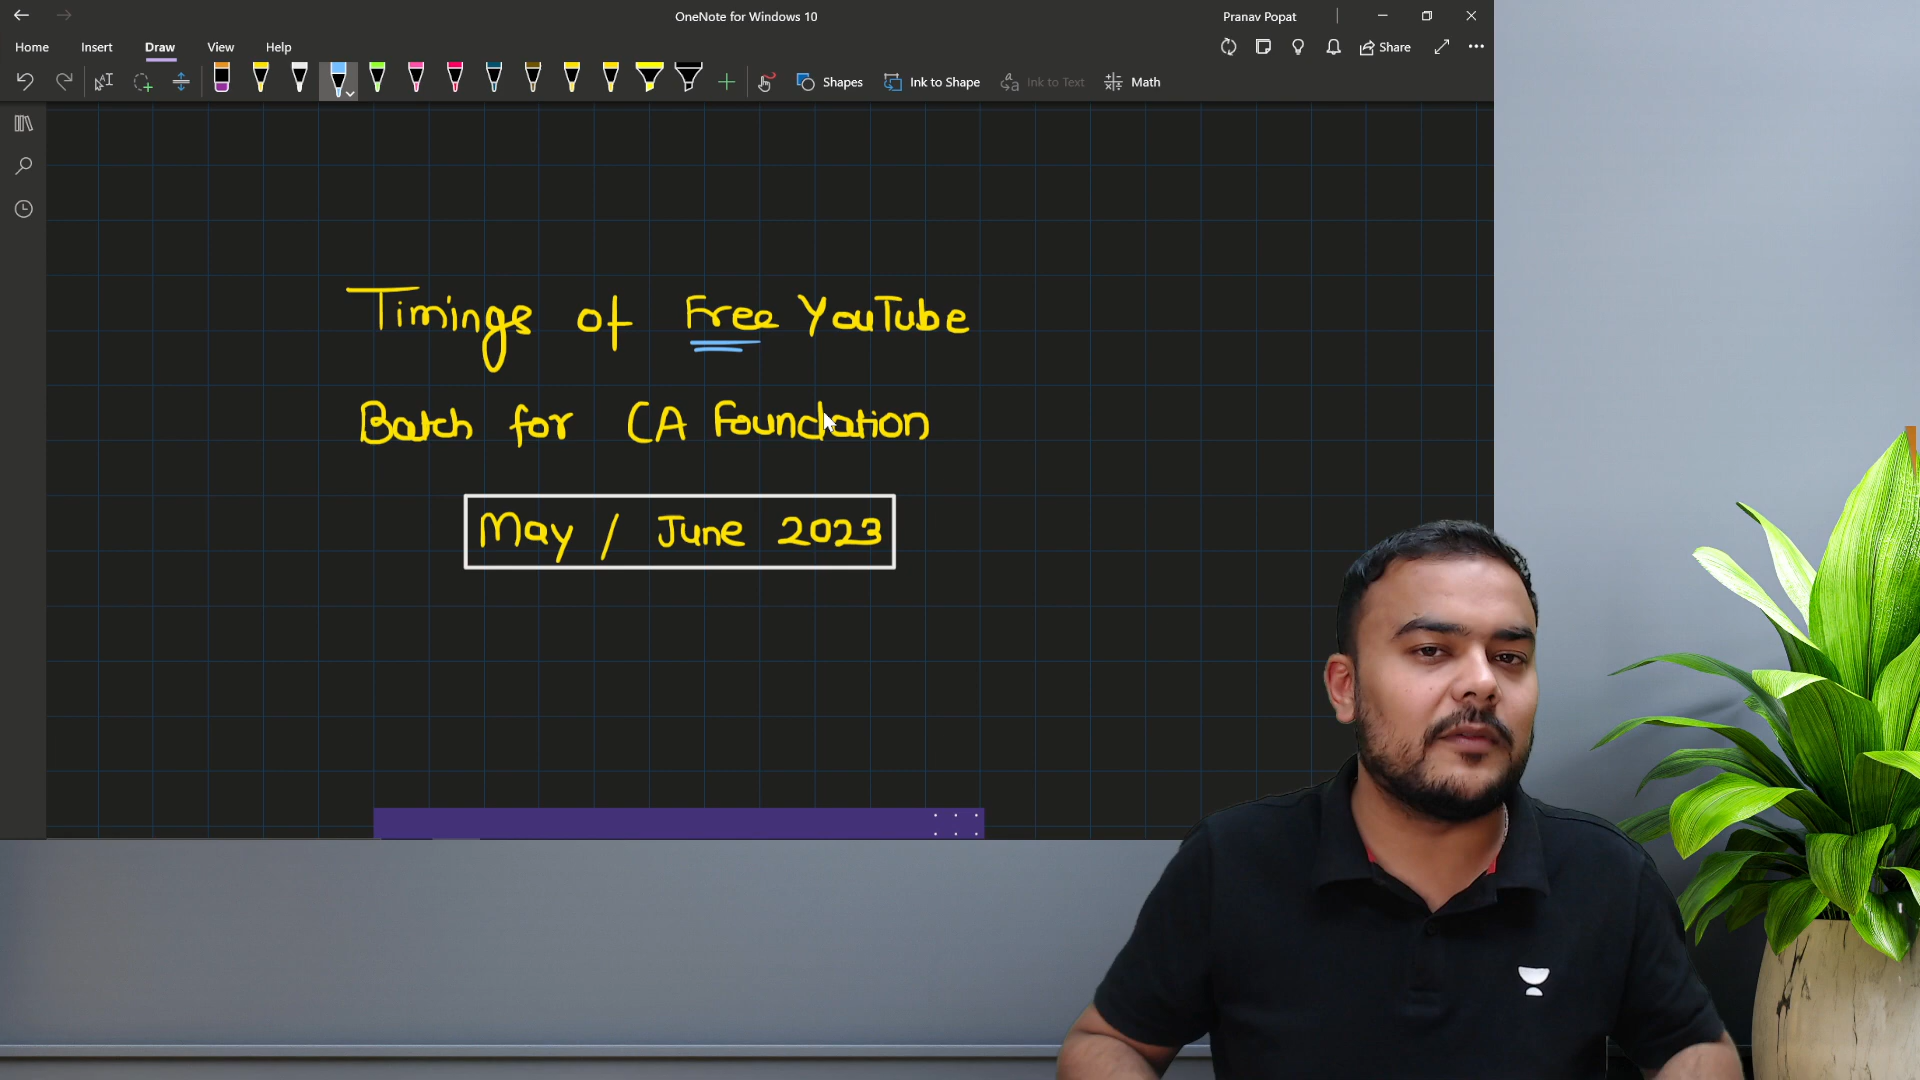 OneNote for Windows 10
Pranav Popat
Home Insert Draw View Help
Share
Shapes Ink to Shape Ink to Text Math
Timings of Free YouTube
Batch for CA Foundation
May / June 2023